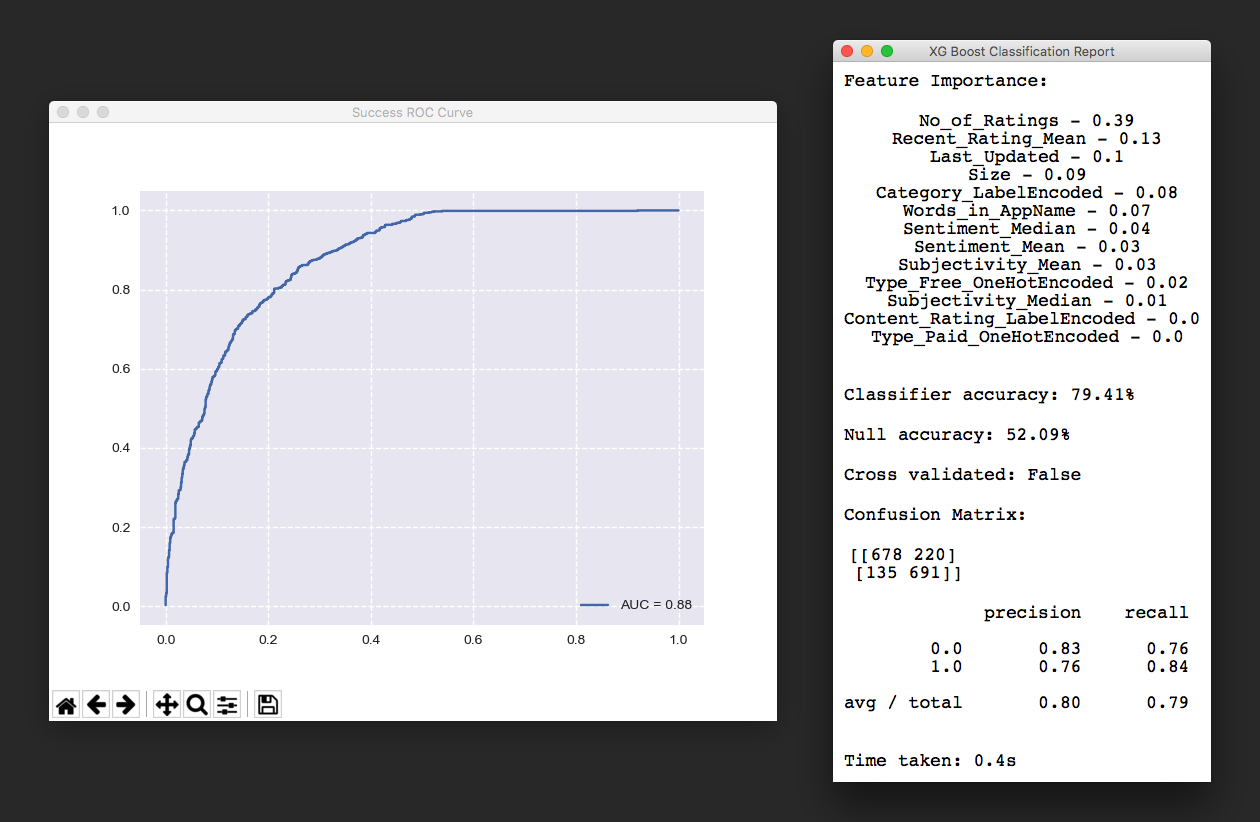 Success ROC Curve
1.0
0.8
0.6
0.4
0.2
0.0
0.0 0.2 0.4 0.6 0.8 1.0
AUC = 0.88
XG Boost Classification Report
Feature Importance:
No_of_Ratings - 0.39
Recent_Rating_Mean - 0.13
Last_Updated - 0.1
Size - 0.09
Category_LabelEncoded - 0.08
Words_in_AppName - 0.07
Sentiment_Median - 0.04
Sentiment_Mean - 0.03
Subjectivity_Mean - 0.03
Type_Free_OneHotEncoded - 0.02
Subjectivity_Median - 0.01
Content_Rating_LabelEncoded - 0.0
Type_Paid_OneHotEncoded - 0.0
Classifier accuracy: 79.41%
Null accuracy: 52.09%
Cross validated: False
Confusion Matrix:
[[678 220]
[135 691]]
precision recall
0.0 0.83 0.76
1.0 0.76 0.84
avg / total 0.80 0.79
Time taken: 0.4s